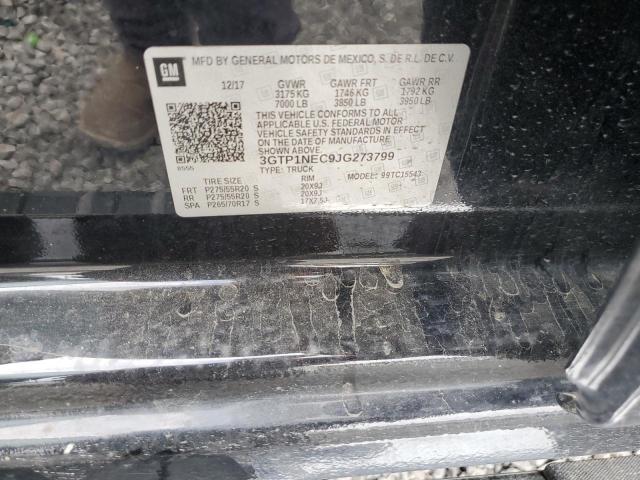 GM
MFD BY GENERAL MOTORS DE MEXICO, S. DE R.L. DE C.V.
12/17 GVWR GAWR FRT GAWR RR
3175 KG 1746 KG 1792 KG
7000 LB 3850 LB 3950 LB
THIS VEHICLE CONFORMS TO ALL APPLICABLE
U.S. FEDERAL MOTOR
VEHICLE SAFETY STANDARDS IN EFFECT ON THE
DATE OF MANUFACTURE SHOWN ABOVE.
3GTP1NEC9JG273799
TYPE: TRUCK
TIRE SIZE RIM 99TC15543
FRT P275/55R20 S 20X9J
RR P275/55R20 S 20X9J
SPA P265/70R17 S 17X7.5J